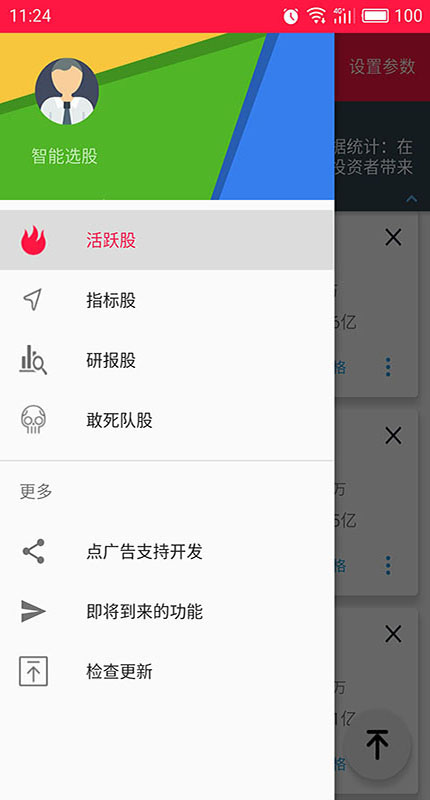 11:24
4G
100
设置参数
智能选股
据统计：在
投资者带来
活跃股
指标股
亿
研报股
格
敢死队股
更多
万
亿
点广告支持开发
格
即将到来的功能
检查更新
万
1亿
格